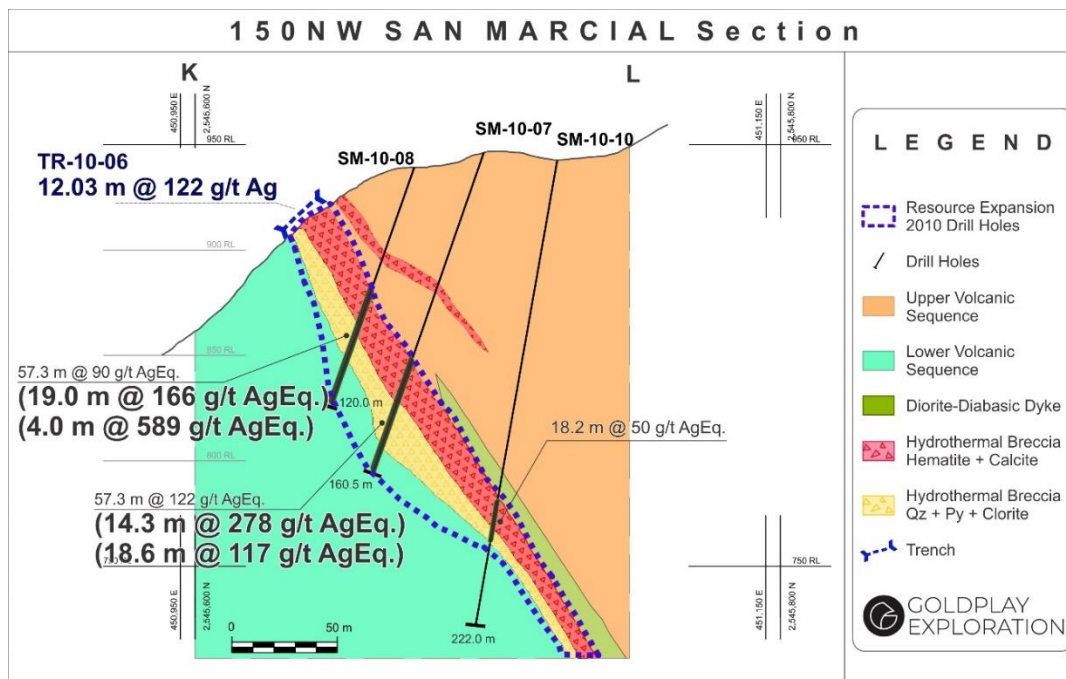 150NW SAN MARCIAL Section
K
L
450,950 E
2,545,600 N
451,150 E
2,545,800 N
950 RL
950 RL
SM-10-07
SM-10-10
SM-10-08
TR-10-06
12.03 m @ 122 g/t Ag
900 RL
850 RL
57.3 m @ 90 g/t AgEq.
(19.0 m @ 166 g/t AgEq.)
120.0 m
(4.0 m @ 589 g/t AgEq.)
18.2 m @ 50 g/t AgEq.
800 RL
160.5 m
57.3 m @ 122 g/t AgEq.
(14.3 m @ 278 g/t AgEq.)
(18.6 m @ 117 g/t AgEq.)
750 RL
750 RL
450,950 E
2,545,600 N
451,150 E
2,545,800 N
0
50 m
222.0 m
LEGEND
Resource Expansion
2010 Drill Holes
Drill Holes
Upper Volcanic
Sequence
Lower Volcanic
Sequence
Diorite-Diabasic Dyke
Hydrothermal Breccia
Hematite + Calcite
Hydrothermal Breccia
Qz + Py + Clorite
Trench
GOLDPLAY
EXPLORATION